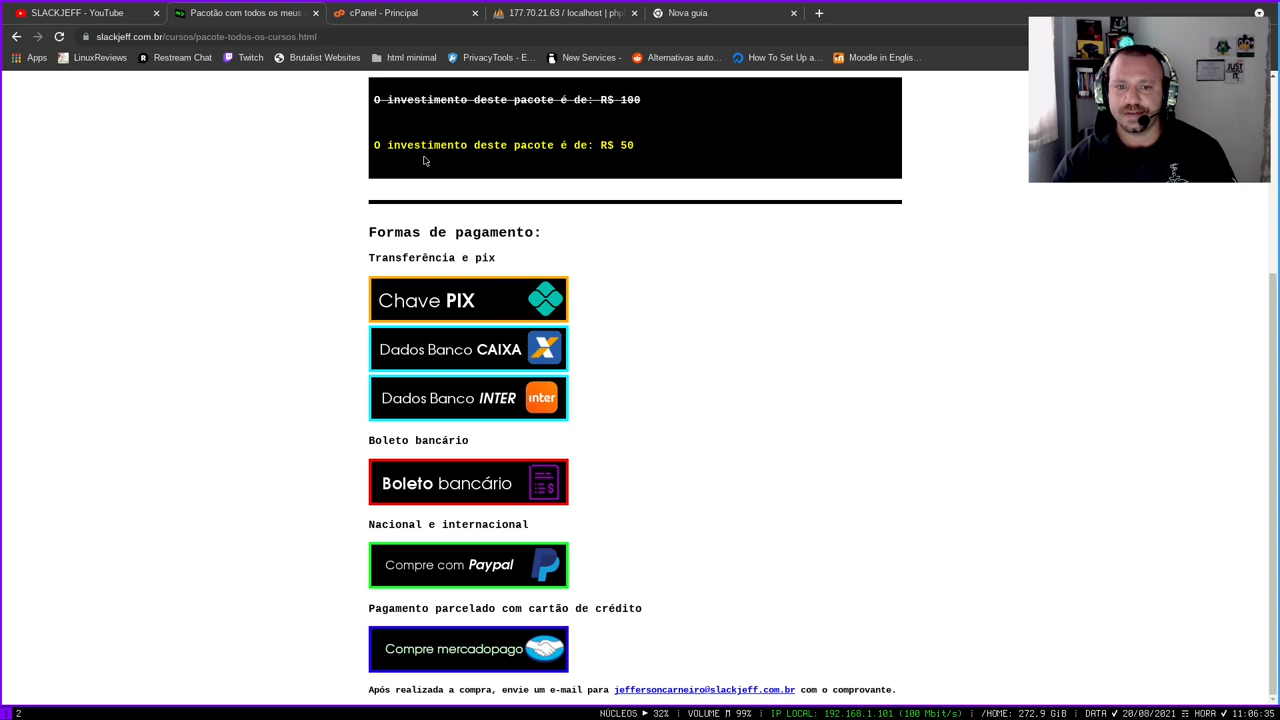 SLACKJEFF - YouTube
Pacotão com todos os meus
cPanel - Principal
177.70.21.63 / localhost | php
Nova guia
slackjeff.com.br/cursos/pacote-todos-os-cursos.html
Apps
LinuxReviews
Restream Chat
Twitch
Brutalist Websites
html minimal
PrivacyTools - E…
New Services -
Alternativas auto…
How To Set Up a…
Moodle in Englis…
O investimento deste pacote é de: R$ 100
O investimento deste pacote é de: R$ 50
Formas de pagamento:
Transferência e pix
Chave PIX
Dados Banco CAIXA
Dados Banco INTER
inter
Boleto bancário
Boleto bancário
Nacional e internacional
Compre com Paypal
Pagamento parcelado com cartão de crédito
Compre mercadopago
Após realizada a compra, envie um e-mail para jeffersoncarneiro@slackjeff.com.br com o comprovante.
1 2 NÚCLEOS 32% VOLUME 99% IP LOCAL: 192.168.1.101 (100 Mbit/s) /HOME: 272,9 GiB DATA 20/08/2021 HORA 11:06:35